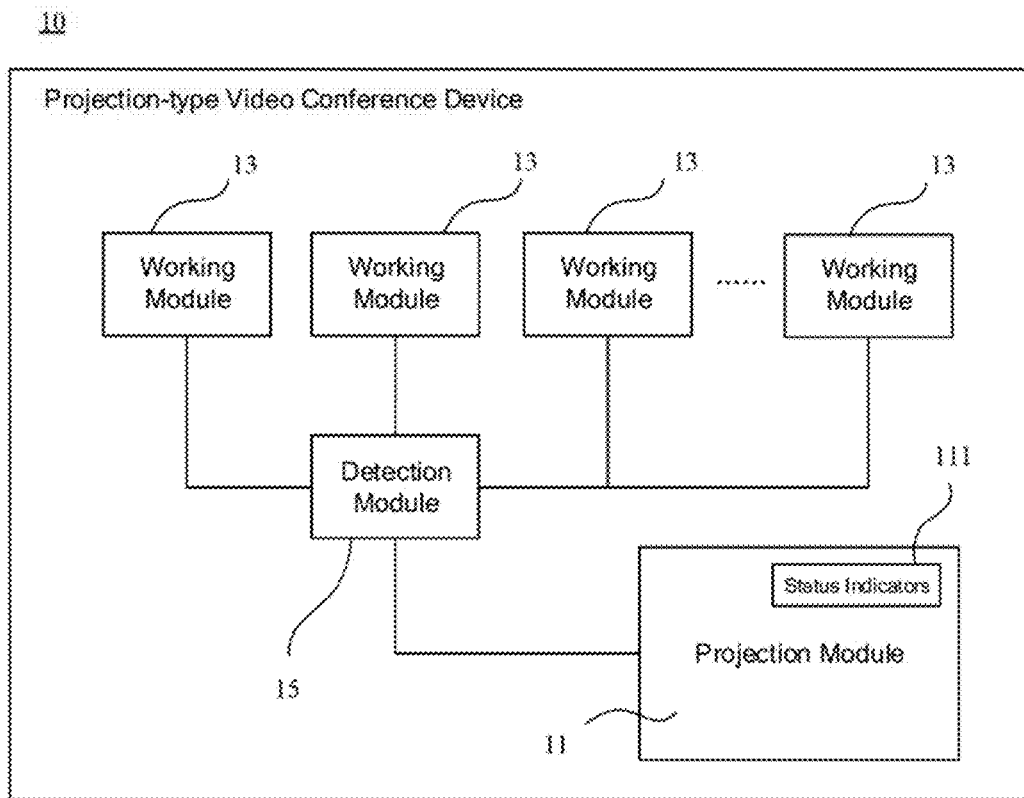 10
Projection-type Video Conference Device
13
13
13
13
Working
Module
Working
Module
Working
Module
......
Working
Module
Detection
Module
111
Status Indicators
Projection Module
15
11